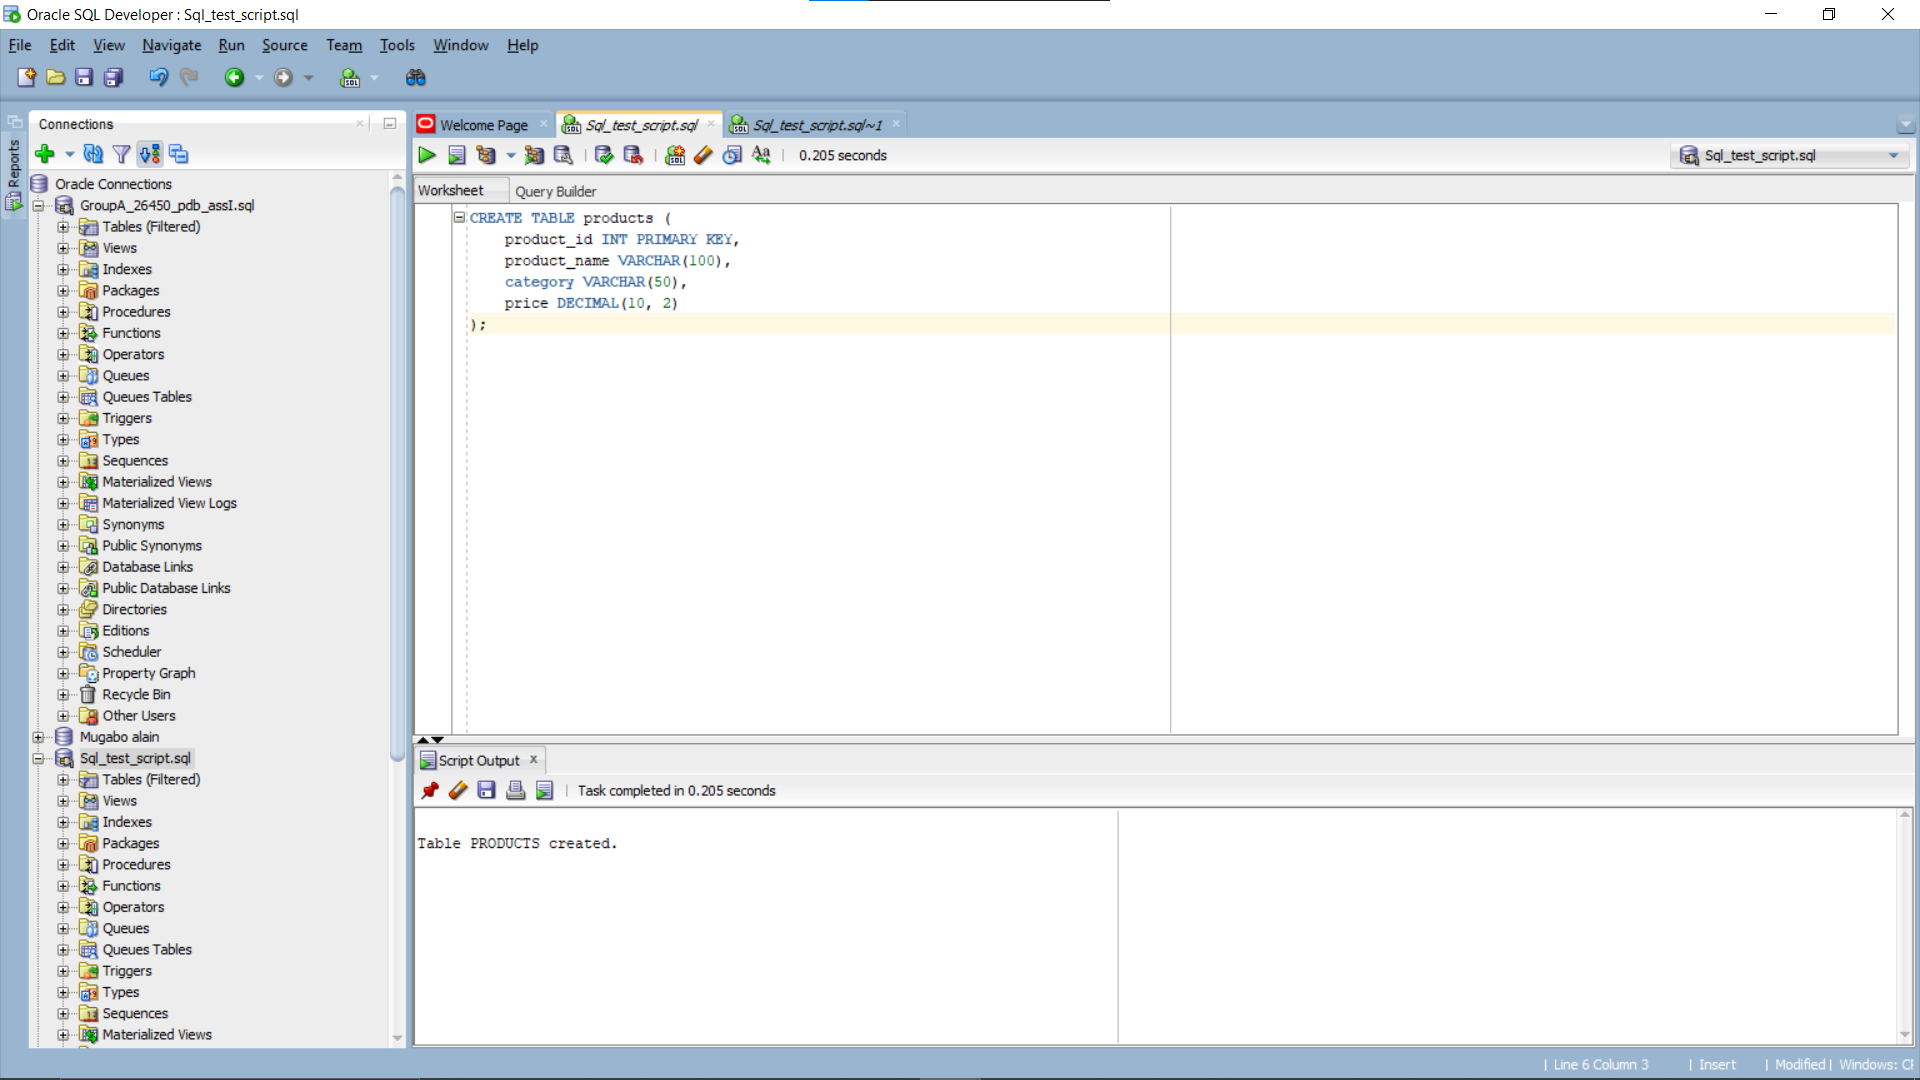 Oracle SQL Developer : Sql_test_script.sql
File Edit View Navigate Run Source Team Tools Window Help
Reports
Connections
Oracle Connections
GroupA_26450_pdb_assI.sql
Tables (Filtered)
Views
Indexes
Packages
Procedures
Functions
Operators
Queues
Queues Tables
Triggers
Types
Sequences
Materialized Views
Materialized View Logs
Synonyms
Public Synonyms
Database Links
Public Database Links
Directories
Editions
Scheduler
Property Graph
Recycle Bin
Other Users
Mugabo alain
Sql_test_script.sql
Tables (Filtered)
Views
Indexes
Packages
Procedures
Functions
Operators
Queues
Queues Tables
Triggers
Types
Sequences
Materialized Views
Welcome Page Sql_test_script.sql Sql_test_script.sql~1
0.205 seconds Sql_test_script.sql
Worksheet Query Builder
CREATE TABLE products (
product_id INT PRIMARY KEY,
product_name VARCHAR(100),
category VARCHAR(50),
price DECIMAL(10, 2)
);
Script Output
Task completed in 0.205 seconds
Table PRODUCTS created.
| Line 6 Column 3 | Insert | Modified | Windows: